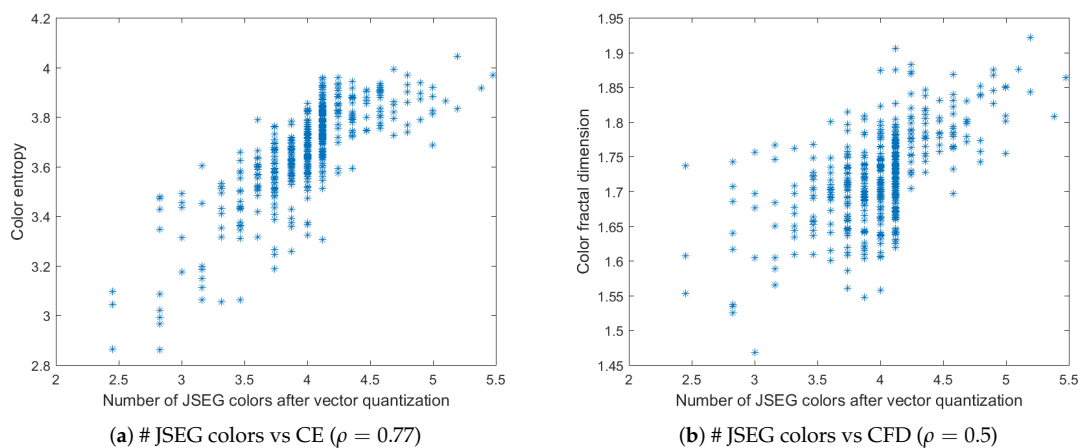 4.2
4
3.8
3.6
3.4
3.2
3
2.8
Color entropy
2 2.5 3 3.5 4 4.5 5 5.5
Number of JSEG colors after vector quantization
(a) # JSEG colors vs CE (ρ = 0.77)
1.95
1.9
1.85
1.8
1.75
1.7
1.65
1.6
1.55
1.5
1.45
Color fractal dimension
2 2.5 3 3.5 4 4.5 5 5.5
Number of JSEG colors after vector quantization
(b) # JSEG colors vs CFD (ρ = 0.5)